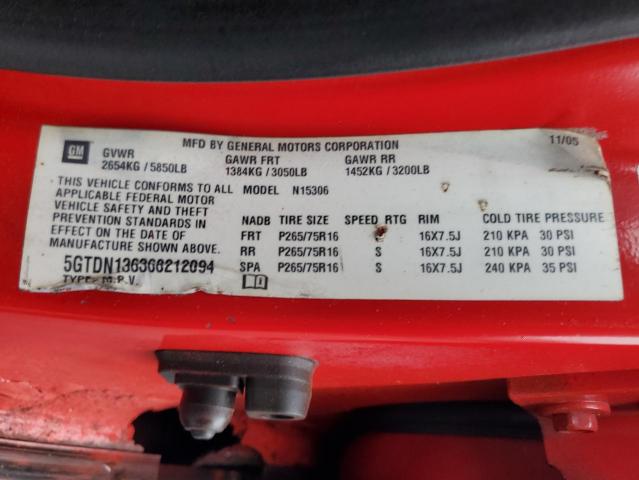 GM
MFD BY GENERAL MOTORS CORPORATION 11/05
GVWR GAWR FRT GAWR RR
2654KG / 5850LB 1384KG / 3050LB 1452KG / 3200LB
THIS VEHICLE CONFORMS TO ALL MODEL N15306
APPLICABLE FEDERAL MOTOR
VEHICLE SAFETY AND THEFT
PREVENTION STANDARDS IN
EFFECT ON THE DATE OF
MANUFACTURE SHOWN ABOVE.
5GTDN136368212094
TYPE- M.P.V.
NADB TIRE SIZE SPEED RTG RIM COLD TIRE PRESSURE
FRT P265/75R16 16X7.5J 210 KPA 30 PSI
RR P265/75R16 S 16X7.5J 210 KPA 30 PSI
SPA P265/75R16 S 16X7.5J 240 KPA 35 PSI